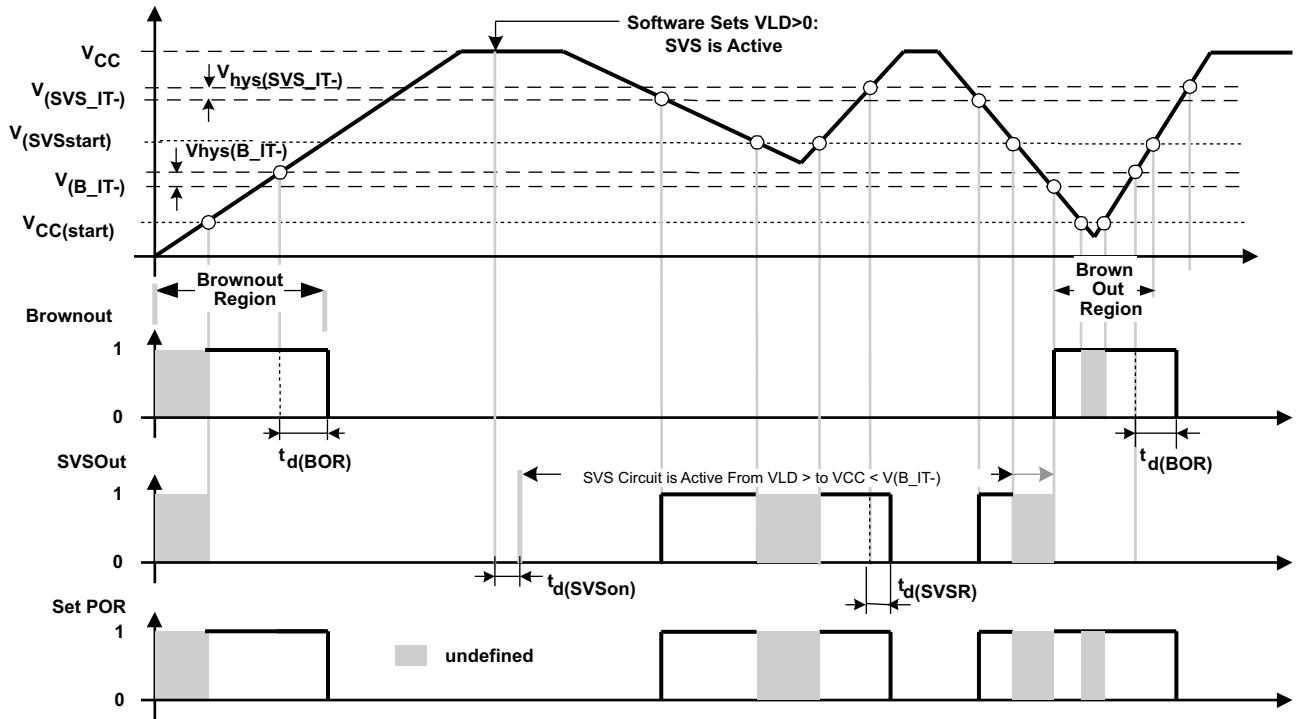 Software Sets VLD>0:
SVS is Active
VCC
Vhys(SVS_IT-)
V(SVS_IT-)
V(SVSstart)
Vhys(B_IT-)
V(B_IT-)
VCC(start)
Brownout
Region
Brown
Out
Region
Brownout
1
0
td(BOR)
td(BOR)
SVSOut
SVS Circuit is Active From VLD > to VCC < V(B_IT-)
1
0
td(SVSon)
td(SVSR)
Set POR
1
undefined
0